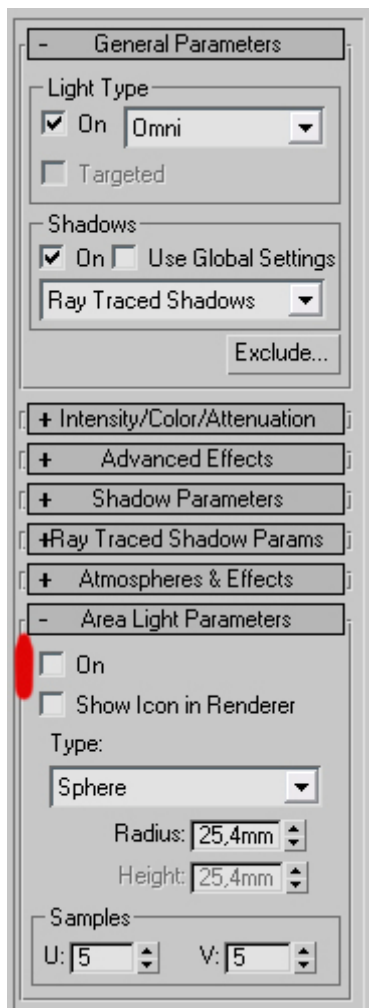 - General Parameters
Light Type
On Omni
Targeted
Shadows
On Use Global Settings
Ray Traced Shadows
Exclude...
+ Intensity/Color/Attenuation
+ Advanced Effects
+ Shadow Parameters
+Ray Traced Shadow Params
+ Atmospheres & Effects
- Area Light Parameters
On
Show Icon in Renderer
Type:
Sphere
Radius: 25,4mm
Height: 25,4mm
Samples
U: 5 V: 5